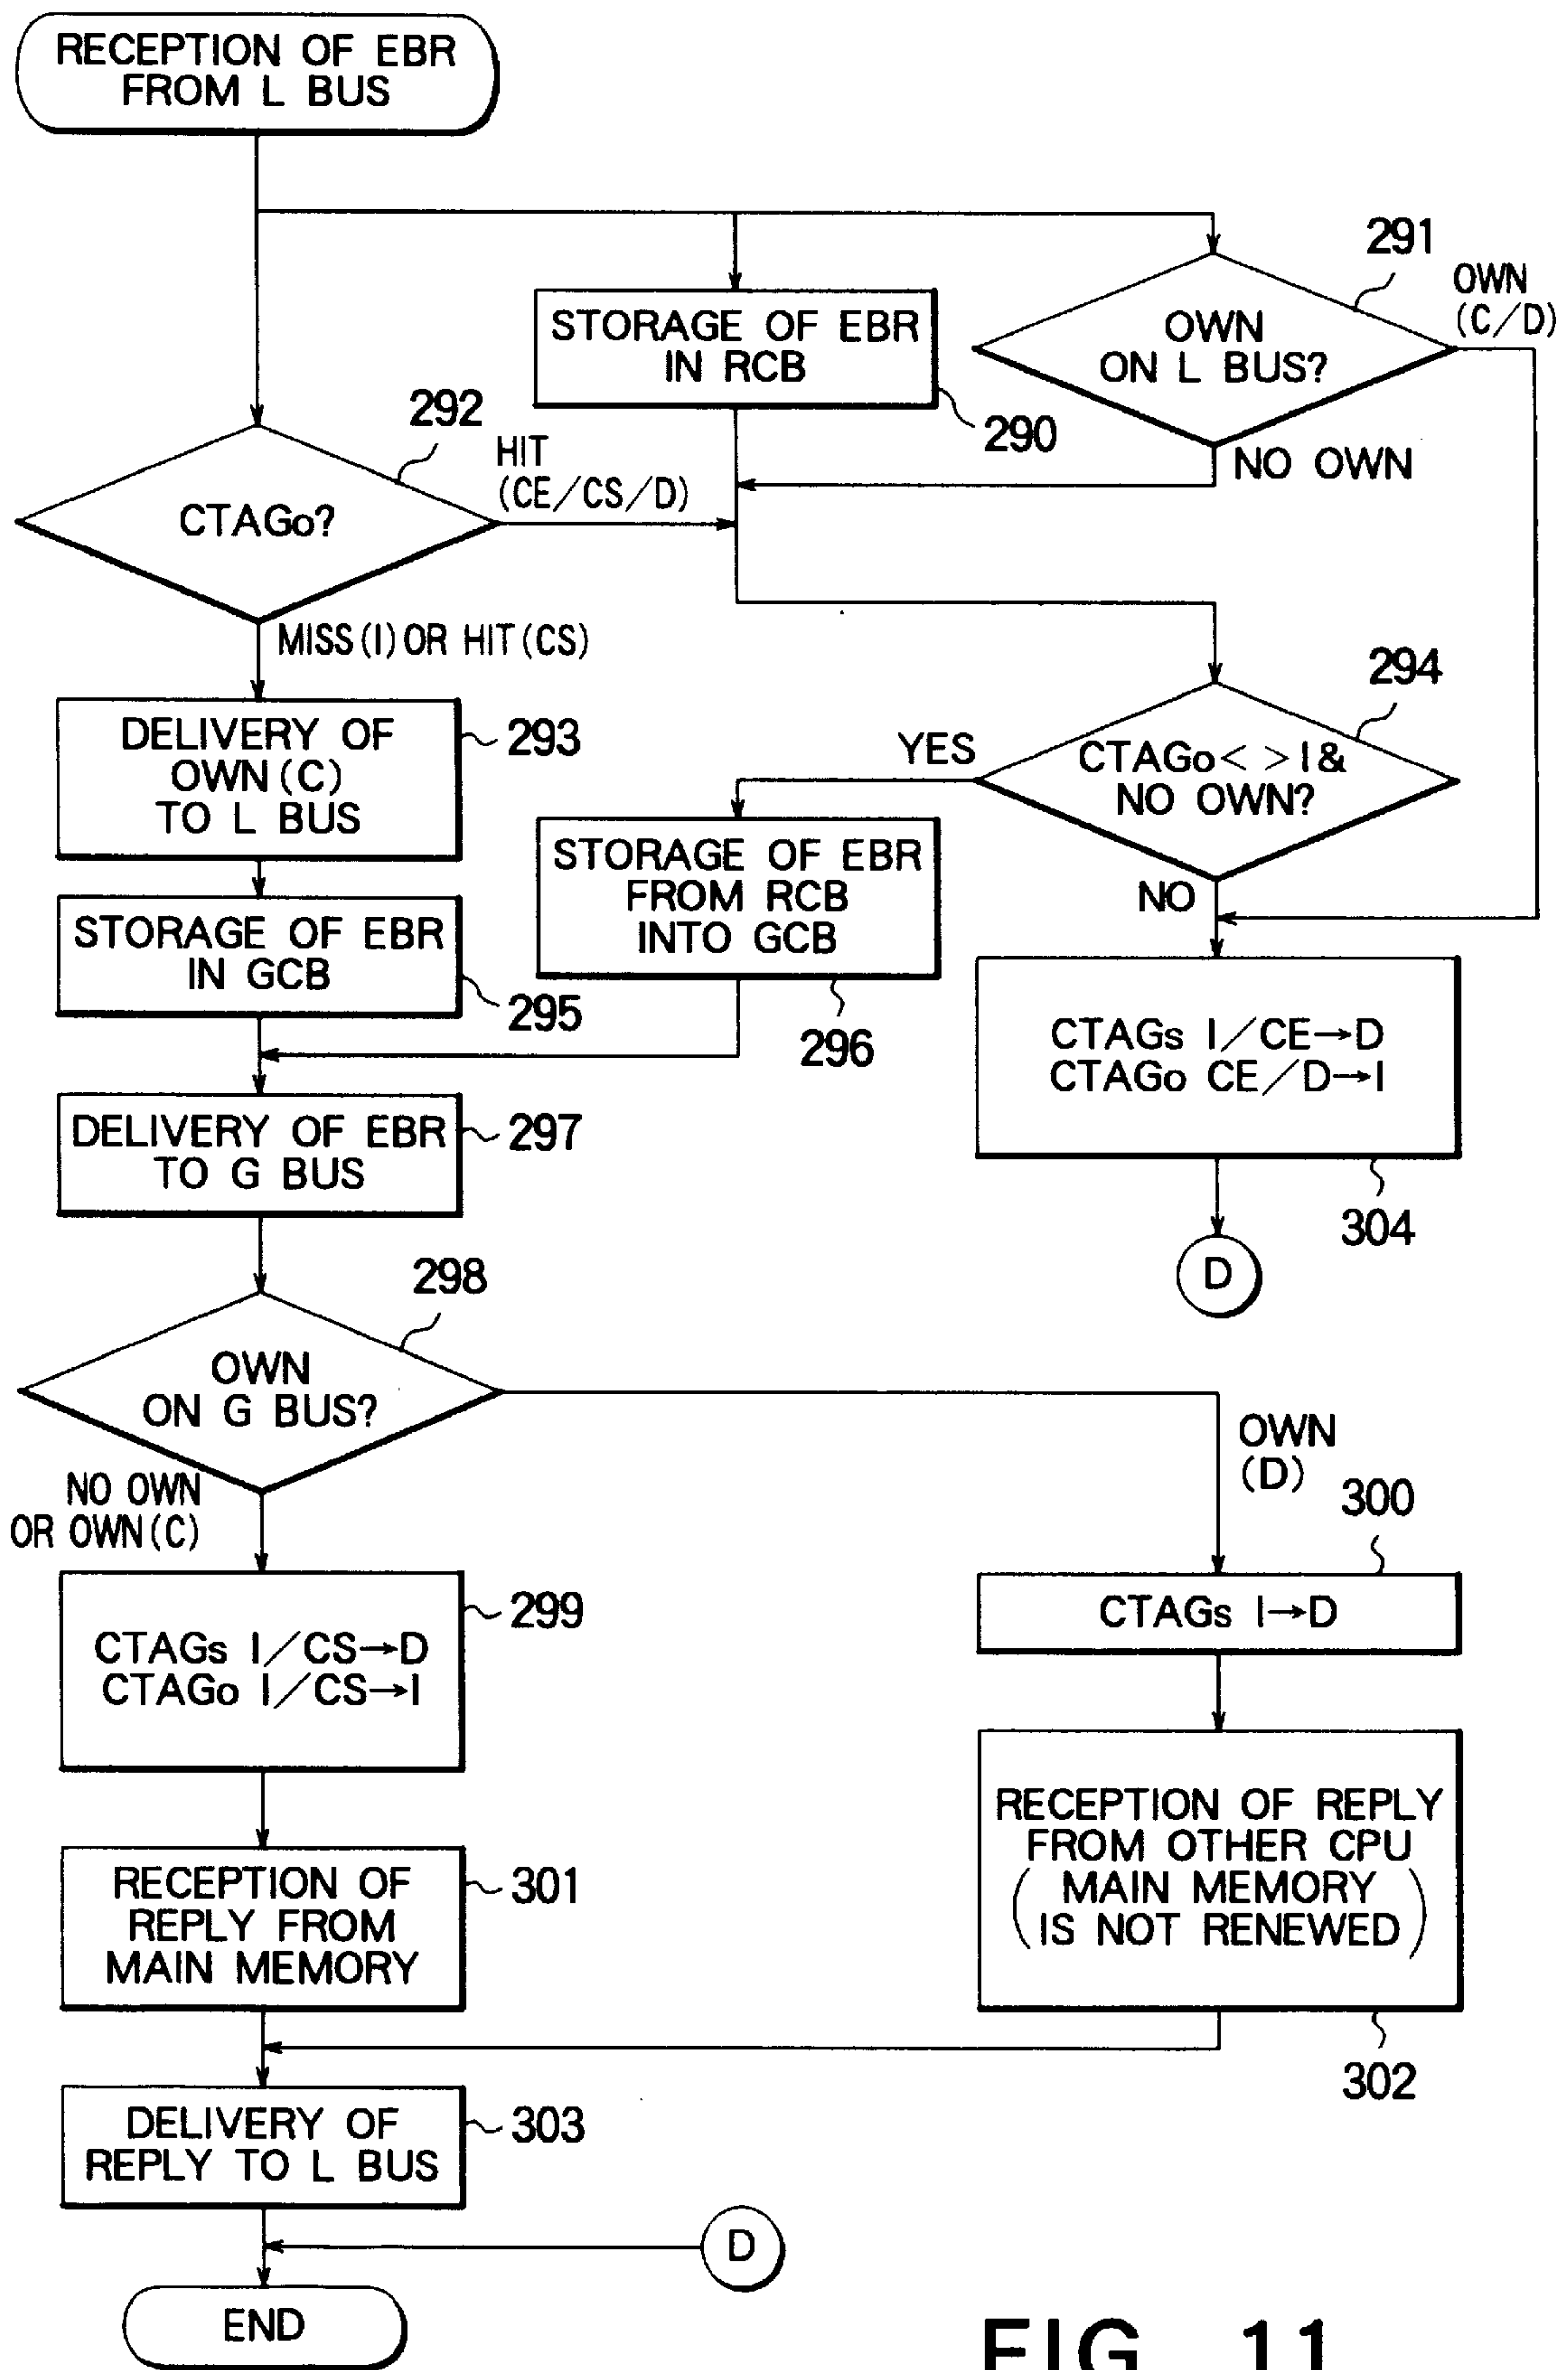 RECEPTION OF EBR
FROM L BUS
291
OWN
(C/D)
STORAGE OF EBR
IN RCB
OWN
ON L BUS?
292
290
HIT
(CE/CS/D)
NO OWN
CTAGo?
MISS(I)OR HIT(CS)
294
DELIVERY OF
OWN(C)
TO L BUS
293
YES
CTAGo< >I&
NO OWN?
STORAGE OF EBR
FROM RCB
INTO GCB
NO
STORAGE OF EBR
IN GCB
295
296
CTAGs I/CE→D
CTAGo CE/D→I
DELIVERY OF EBR
TO G BUS
297
304
D
298
OWN
ON G BUS?
OWN
(D)
NO OWN
OR OWN(C)
300
CTAGs I→D
299
CTAGs I/CS→D
CTAGo I/CS→I
RECEPTION OF REPLY
FROM OTHER CPU
(MAIN MEMORY
IS NOT RENEWED)
RECEPTION OF
REPLY FROM
MAIN MEMORY
301
302
DELIVERY OF
REPLY TO L BUS
303
D
END
FIG. 11